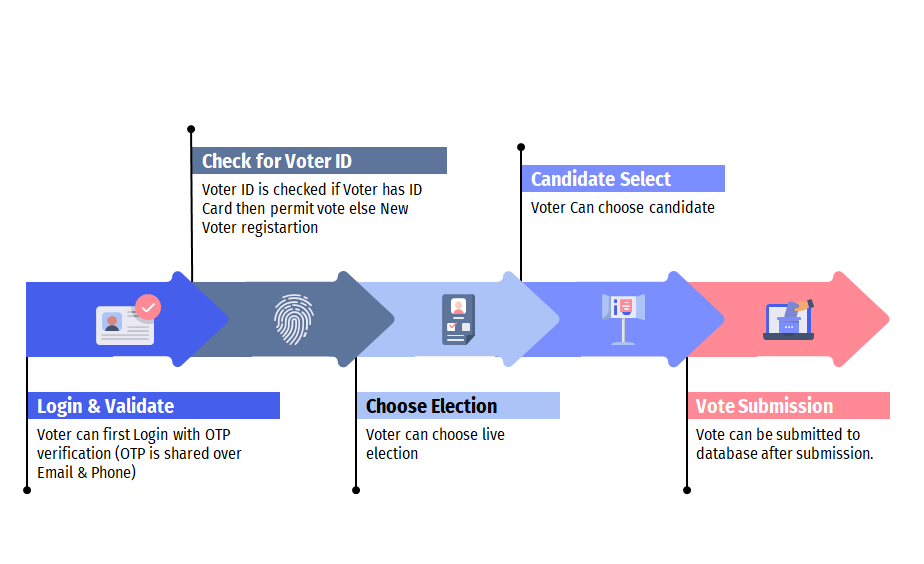 Check for Voter ID
Voter ID is checked if Voter has ID
Card then permit vote else New
Voter registartion
Candidate Select
Voter Can choose candidate
Login & Validate
Voter can first Login with OTP
verification (OTP is shared over
Email & Phone)
Choose Election
Voter can choose live
election
Vote Submission
Vote can be submitted to
database after submission.